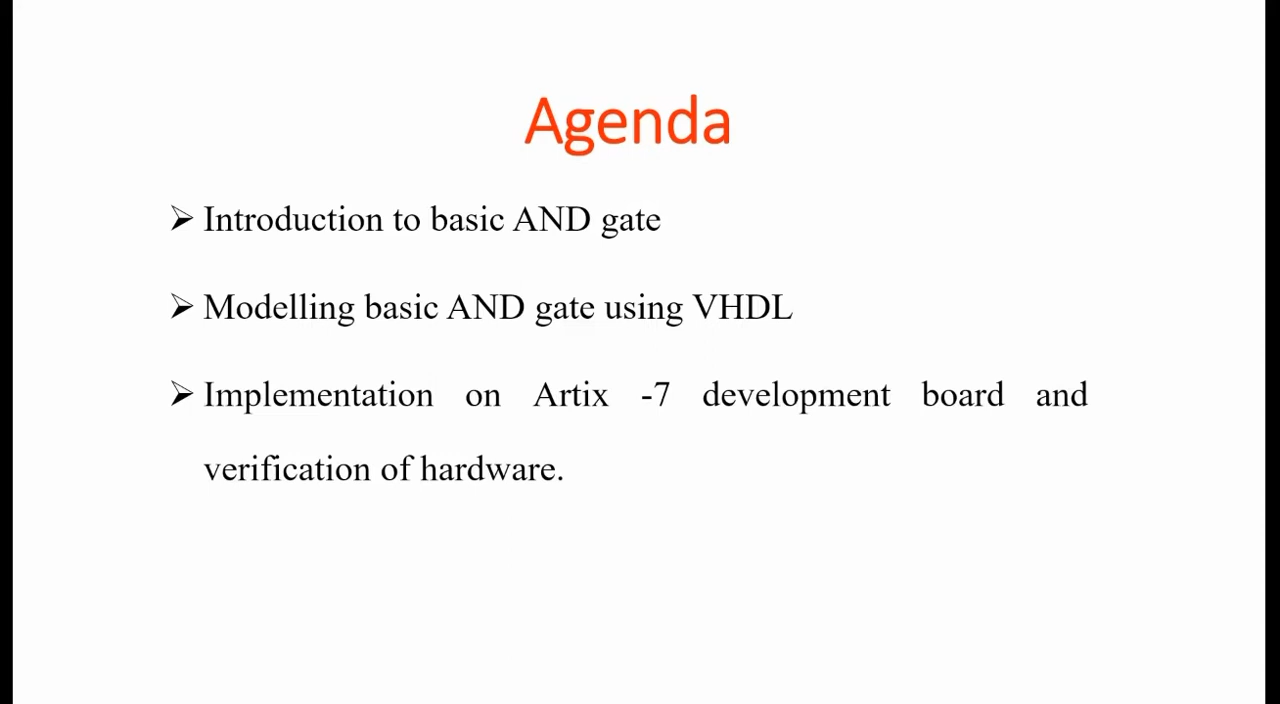 Agenda
➢ Introduction to basic AND gate
➢ Modelling basic AND gate using VHDL
➢ Implementation on Artix -7 development board and
verification of hardware.